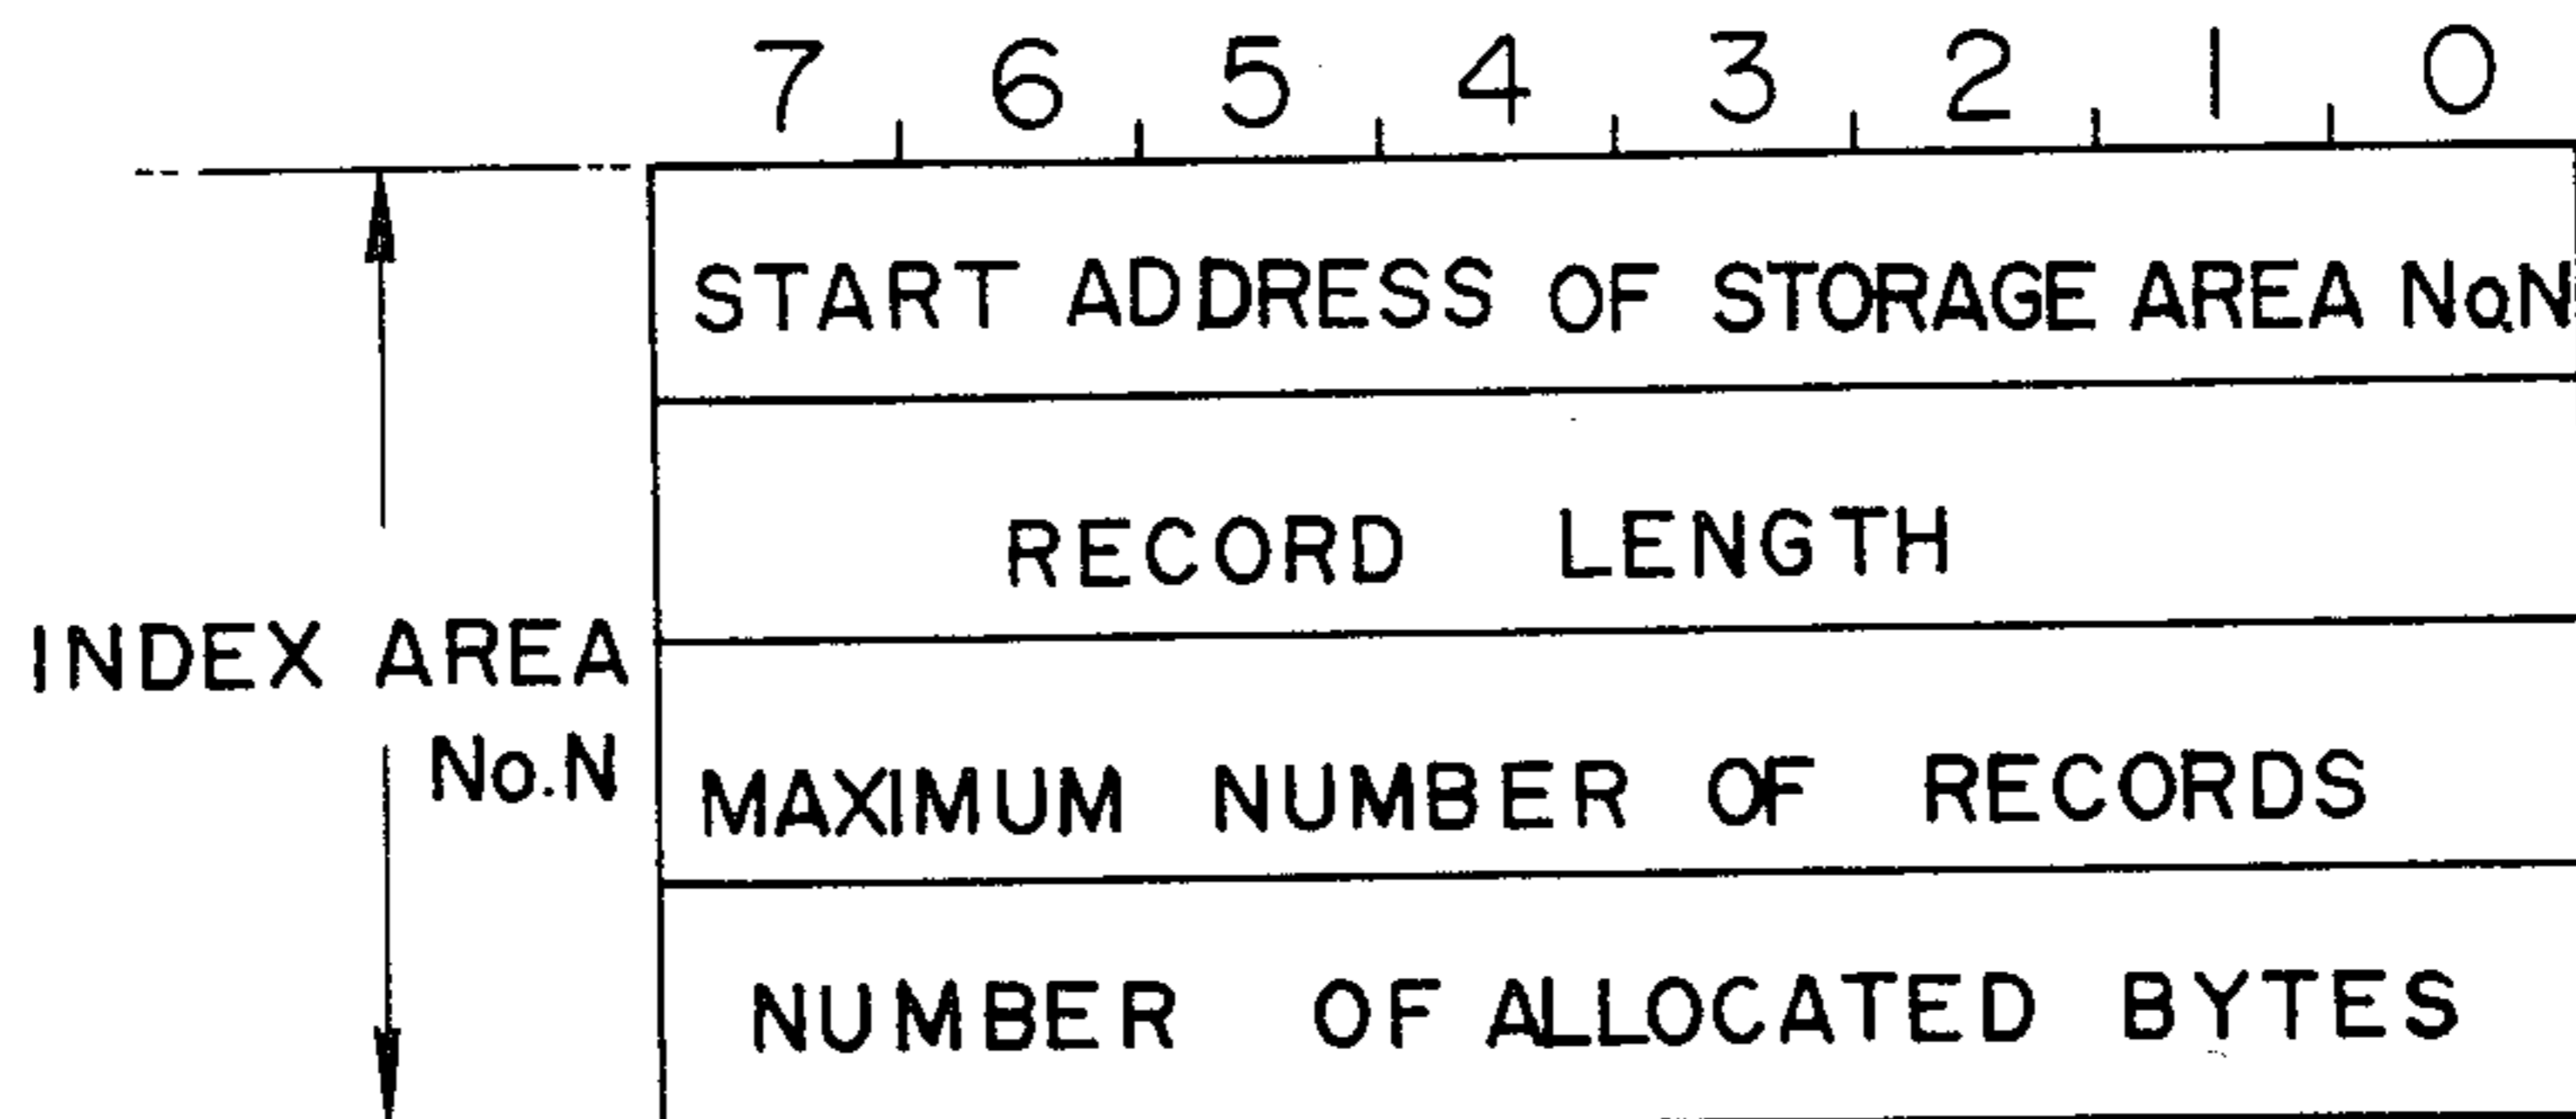 7 6 5 4 3 2 1 0
START ADDRESS OF STORAGE AREA No.N
RECORD LENGTH
INDEX AREA
No.N
MAXIMUM NUMBER OF RECORDS
NUMBER OF ALLOCATED BYTES